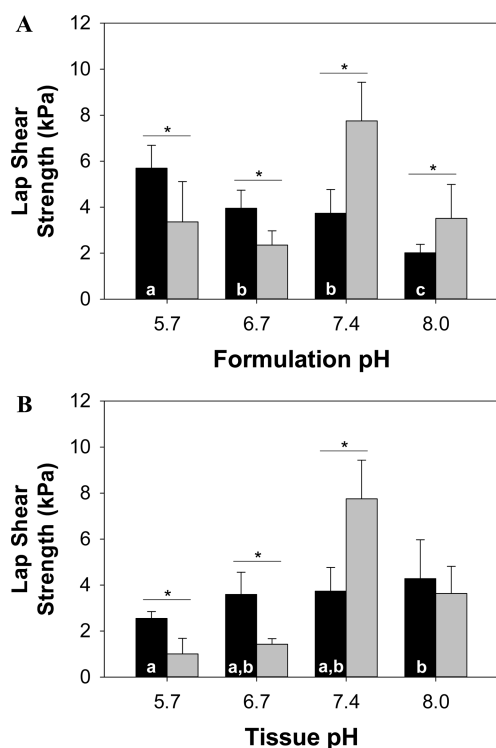 A
Lap Shear
Strength (kPa)
12
10
8
6
4
2
0
*
*
*
*
a
b
b
c
5.7
6.7
7.4
8.0
Formulation pH
B
Lap Shear
Strength (kPa)
12
10
8
6
4
2
0
*
*
*
a
a,b
a,b
b
5.7
6.7
7.4
8.0
Tissue pH